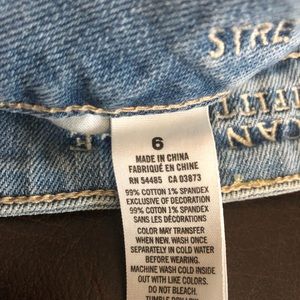 STRE
6
MADE IN CHINA
FABRIQUÉ EN CHINE
RN 54485 CA 03873
99% COTTON 1% SPANDEX
EXCLUSIVE OF DECORATION
99% COTON 1% SPANDEX
SANS LES DÉCORATIONS
COLOR MAY TRANSFER
WHEN NEW. WASH ONCE
SEPARATELY IN COLD WATER
BEFORE WEARING.
MACHINE WASH COLD INSIDE
OUT WITH LIKE COLORS.
DO NOT BLEACH.